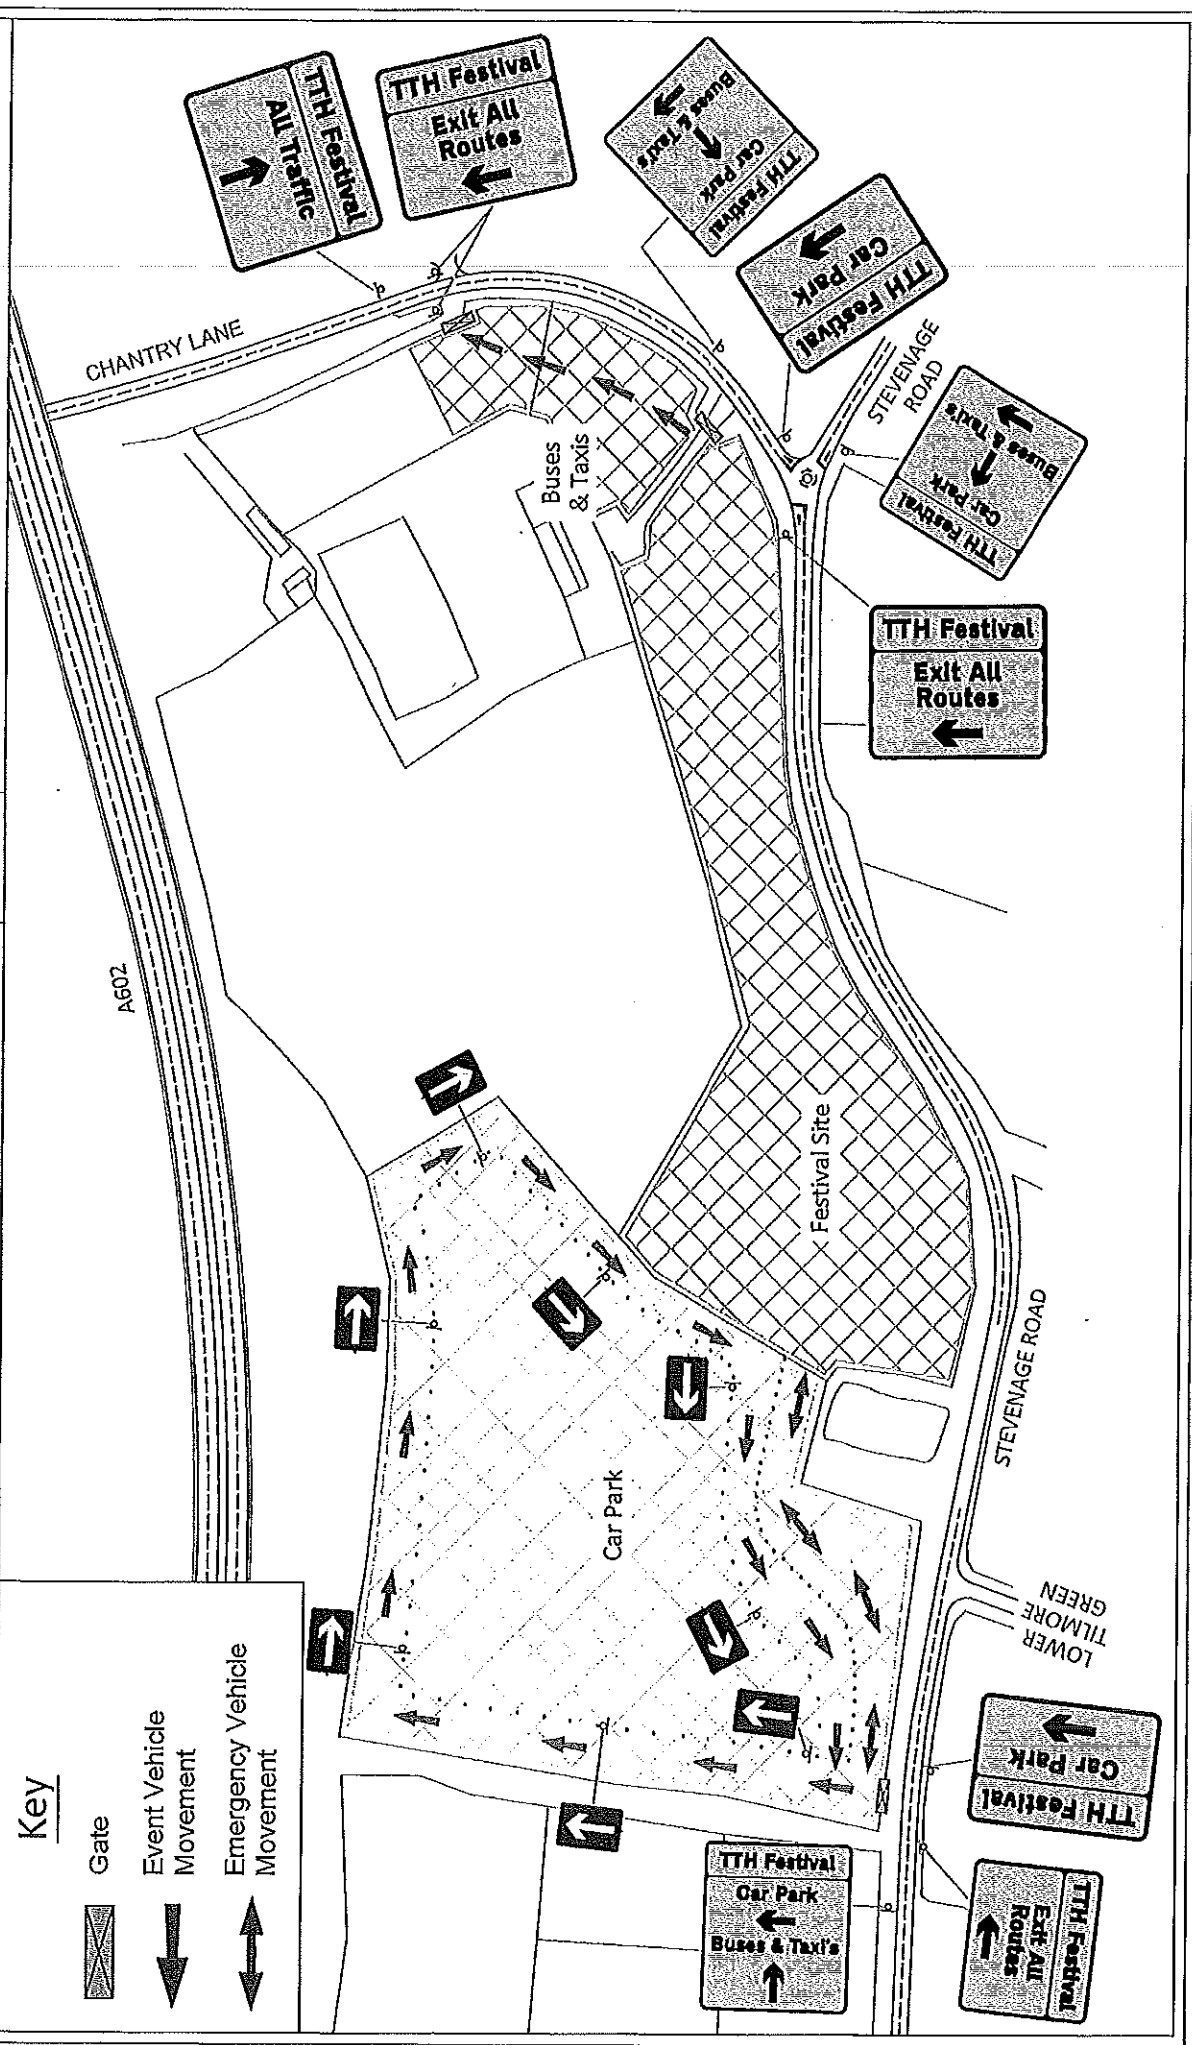 TTH Festival
All Traffic
TTH Festival
Exit All
Routes
TTH Festival
Car Park
Buses & Taxi's
TTH Festival
Car Park
CHANTRY LANE
STEVENAGE
ROAD
TTH Festival
Car Park
Buses & Taxi's
Buses
& Taxis
TTH Festival
Exit All
Routes
A602
Festival Site
Car Park
STEVENAGE ROAD
LOWER
TILMORE
GREEN
Key
Gate
Event Vehicle
Movement
Emergency Vehicle
Movement
TTH Festival
Car Park
TTH Festival
Car Park
Buses & Taxi's
TTH Festival
Exit All
Routes